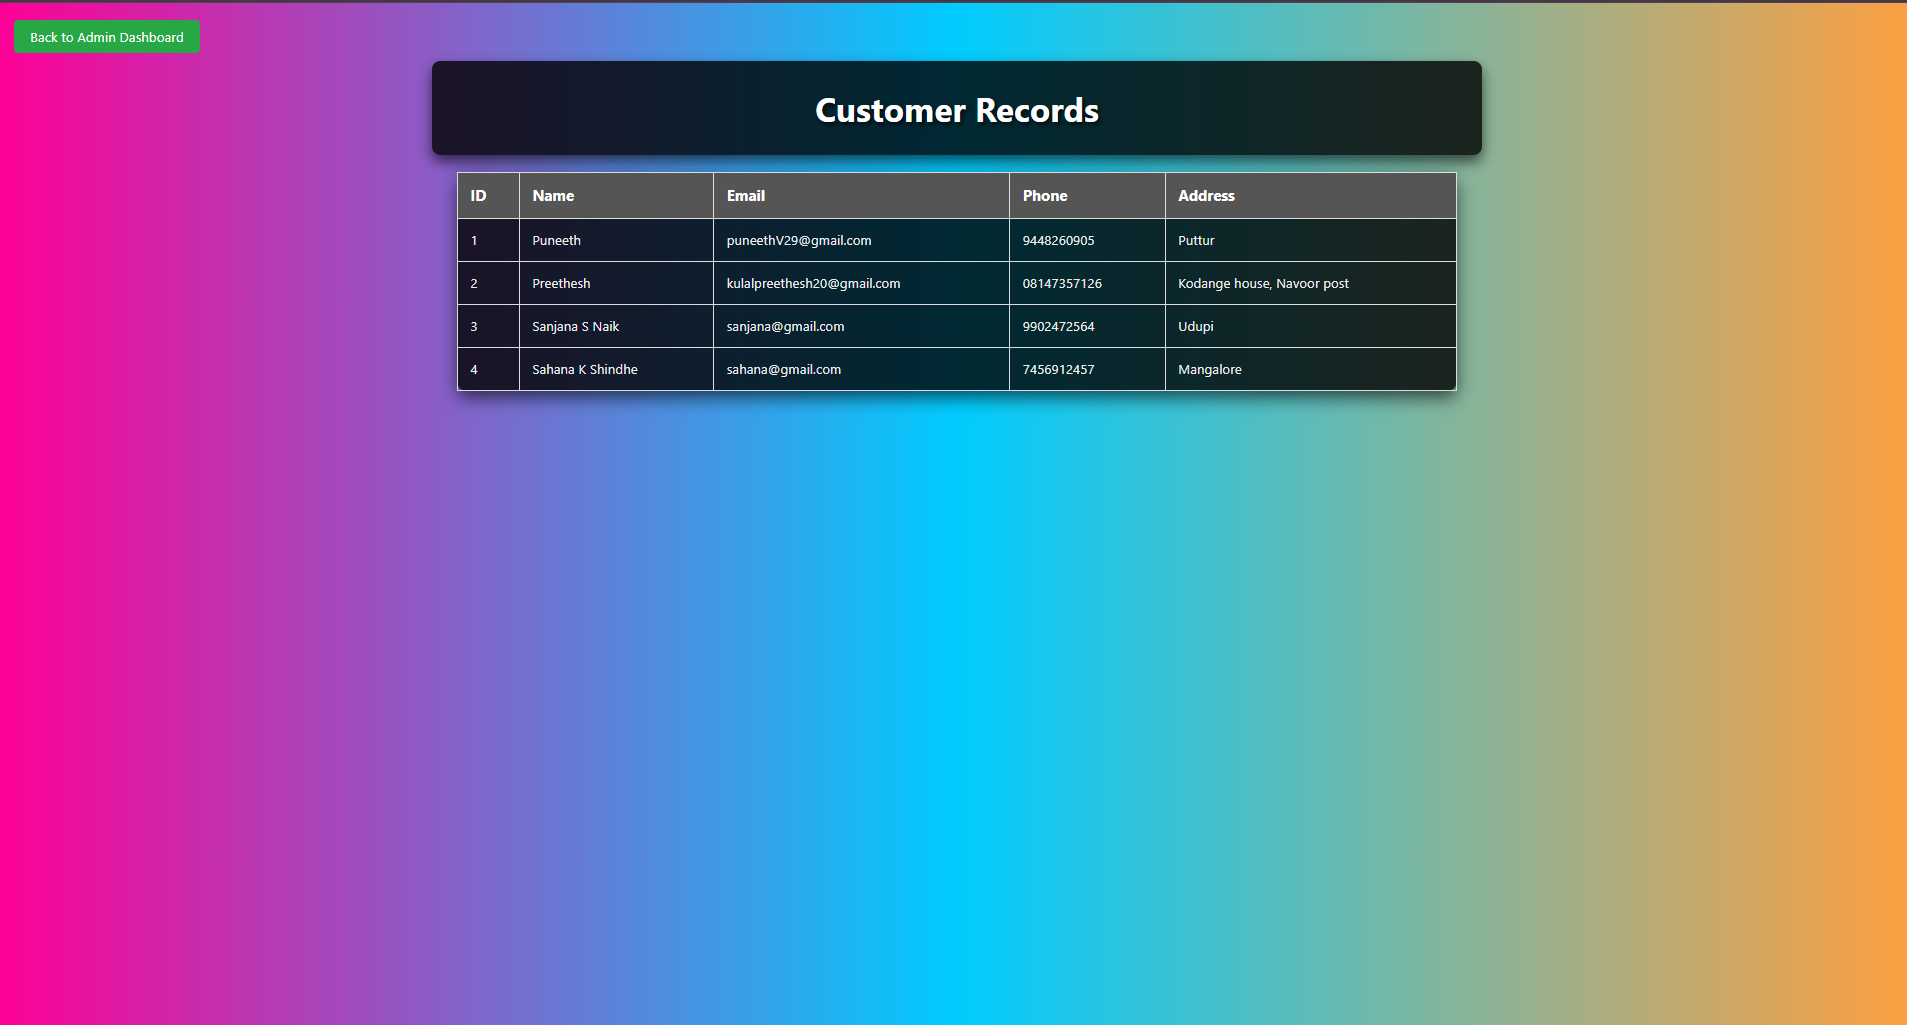 Back to Admin Dashboard
Customer Records
ID Name Email Phone Address
1 Puneeth puneethV29@gmail.com 9448260905 Puttur
2 Preethesh kulalpreethesh20@gmail.com 08147357126 Kodange house, Navoor post
3 Sanjana S Naik sanjana@gmail.com 9902472564 Udupi
4 Sahana K Shindhe sahana@gmail.com 7456912457 Mangalore